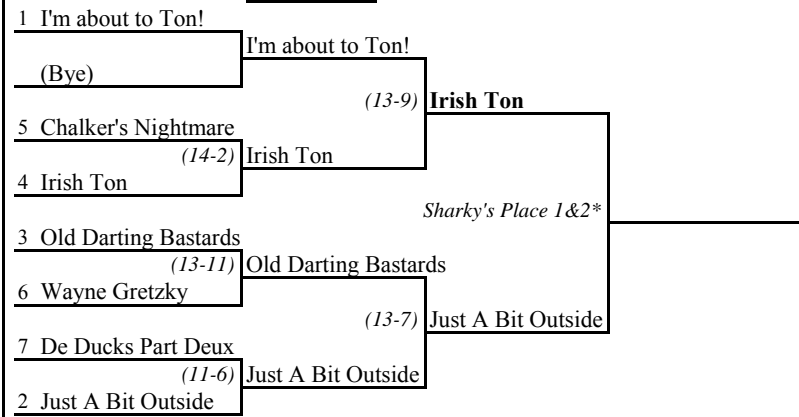 1 I'm about to Ton!
I'm about to Ton!
(Bye)
(13-9) Irish Ton
5 Chalker's Nightmare
(14-2) Irish Ton
4 Irish Ton
Sharky's Place 1&2*
3 Old Darting Bastards
(13-11) Old Darting Bastards
6 Wayne Gretzky
(13-7) Just A Bit Outside
7 De Ducks Part Deux
(11-6) Just A Bit Outside
2 Just A Bit Outside